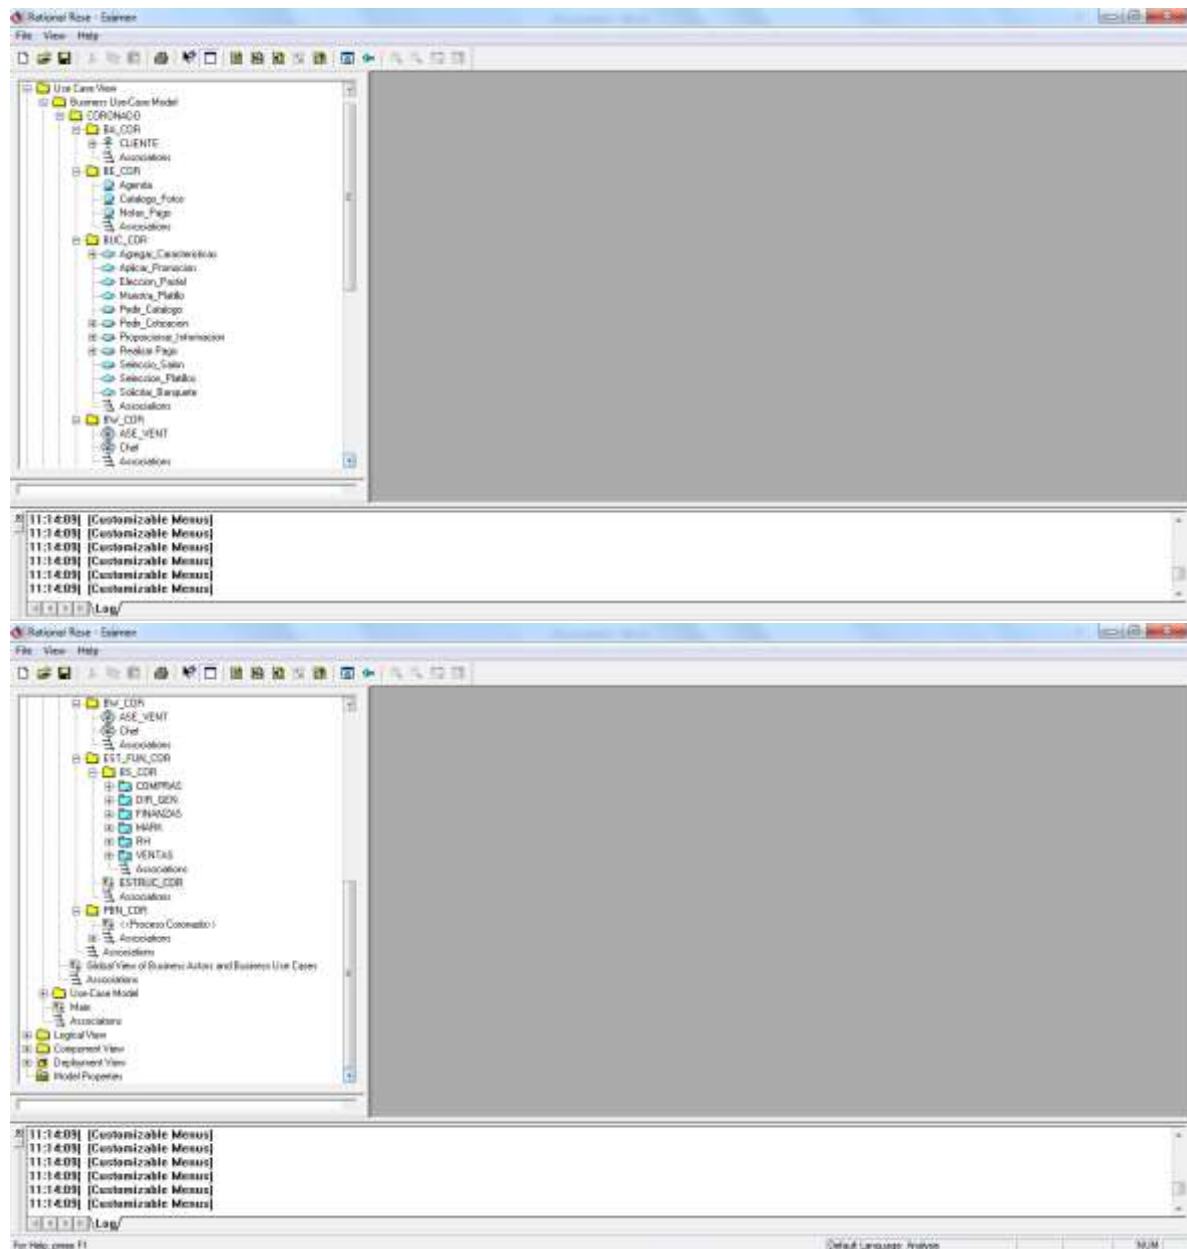 Rational Rose - Examen
File View Help
Use Case View
Business Use-Case Model
CORONADO
BA_COR
CLIENTE
Associations
BE_COR
Agenda
Catalogo_Fotos
Notas_Pago
Associations
BUC_COR
Agregar_Caracteristicas
Aplicar_Promocion
Eleccion_Pastel
Muestra_Platillo
Pedir_Catalogo
Pedir_Cotizacion
Proporcionar_Informacion
Realizar Pago
Seleccio_Salon
Seleccion_Platillos
Solicitar_Banquete
Associations
BW_COR
ASE_VENT
Chef
Associations
11:14:09| [Customizable Menus]
11:14:09| [Customizable Menus]
11:14:09| [Customizable Menus]
11:14:09| [Customizable Menus]
11:14:09| [Customizable Menus]
11:14:09| [Customizable Menus]
Log
Rational Rose - Examen
File View Help
BW_COR
ASE_VENT
Chef
Associations
EST_FUN_COR
BS_COR
COMPRAS
DIR_GEN
FINANZAS
MARK
RH
VENTAS
Associations
ESTRUC_COR
Associations
PBN_COR
<<Proceso Coronado>>
Associations
Associations
Global View of Business Actors and Business Use Cases
Associations
Use-Case Model
Main
Associations
Logical View
Component View
Deployment View
Model Properties
11:14:09| [Customizable Menus]
11:14:09| [Customizable Menus]
11:14:09| [Customizable Menus]
11:14:09| [Customizable Menus]
11:14:09| [Customizable Menus]
11:14:09| [Customizable Menus]
Log
For Help, press F1 Default Language: Analysis NUM